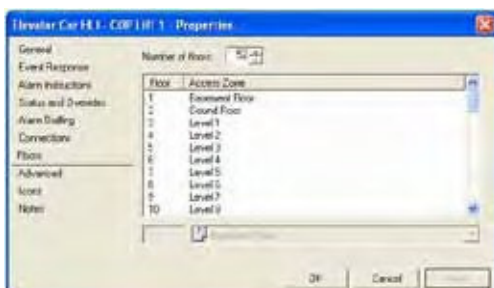 Elevator Car HLI - COP Lift 1 - Properties
General
Event Response
Alarm Instructions
Status and Overrides
Alarm Dialling
Connections
Floors
Advanced
Icons
Notes
Number of floors:
Floor Access Zone
1 Basement Floor
2 Ground Floor
3 Level 1
4 Level 2
5 Level 3
6 Level 4
7 Level 5
8 Level 6
9 Level 7
10 Level 8
OK Cancel